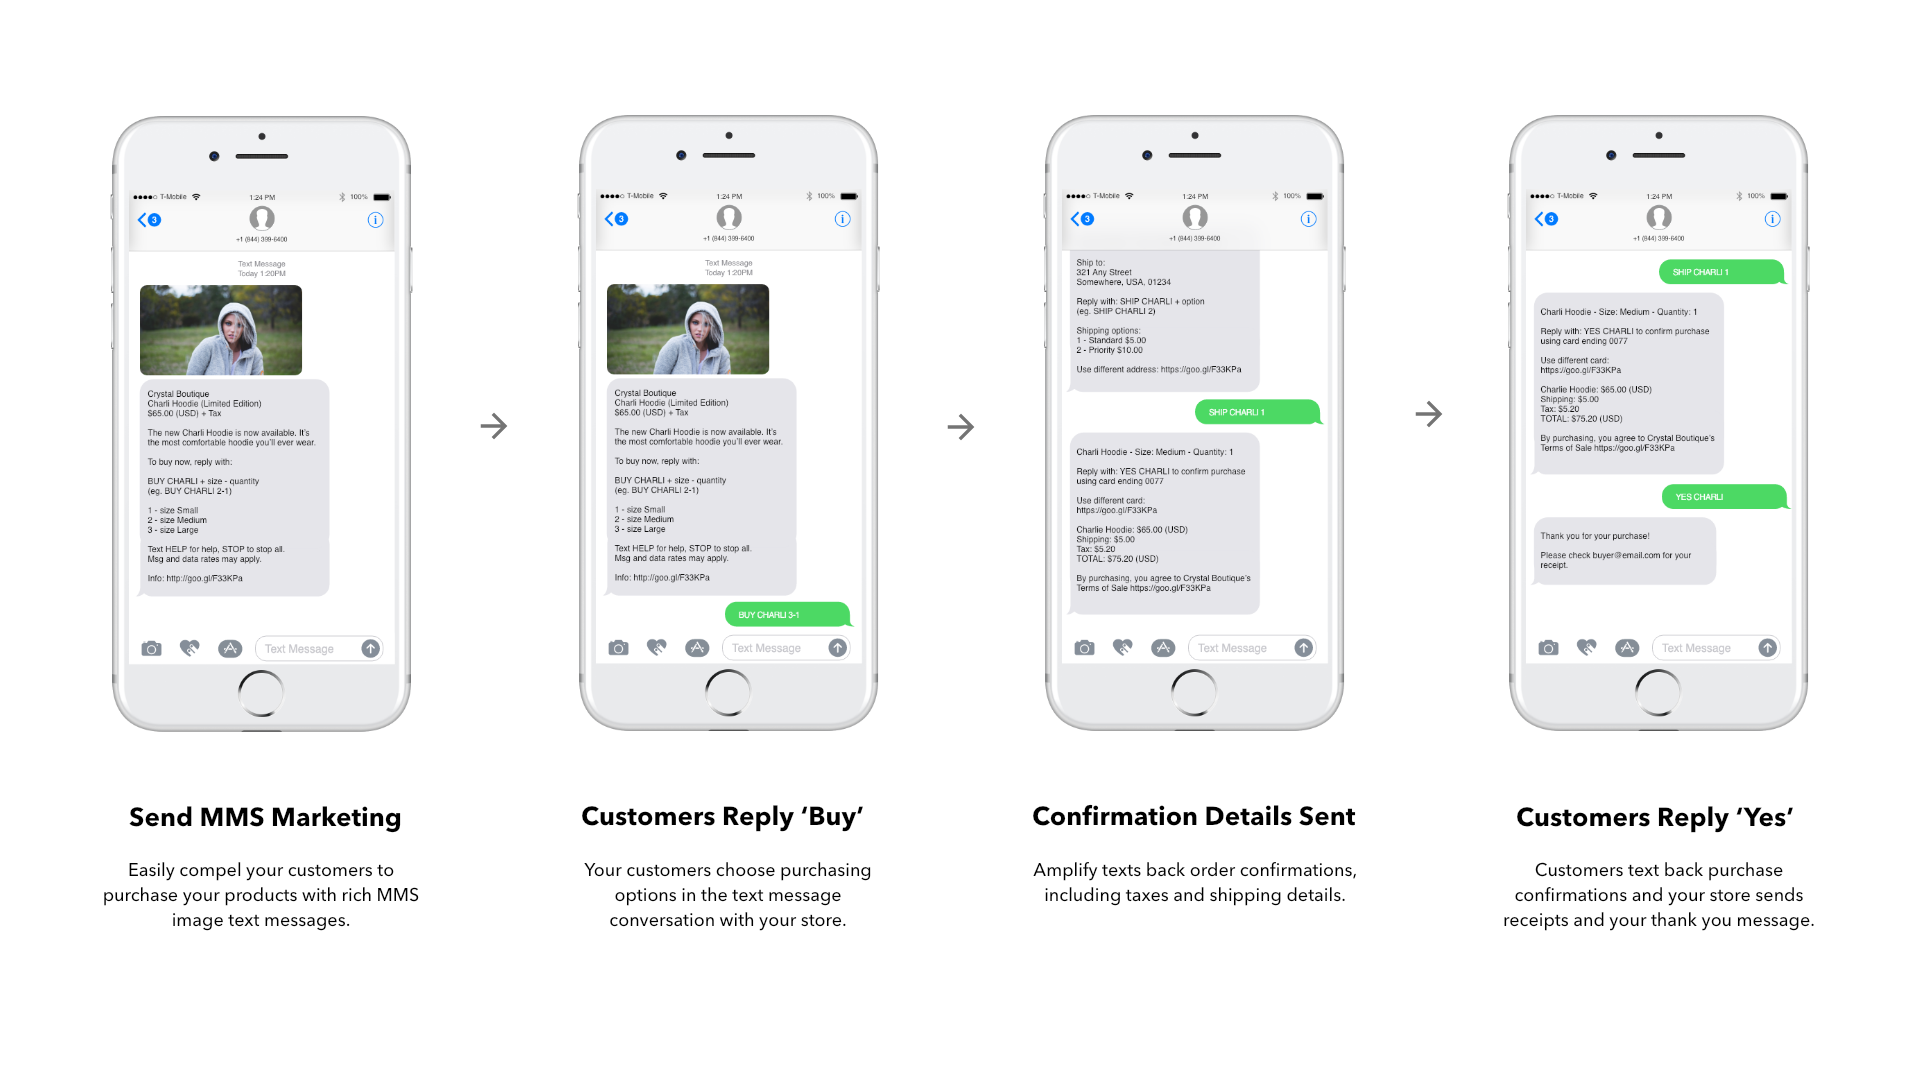 T-Mobile
1:24 PM
100%
3
+1 (844) 399-6400
Text Message
Today 1:20PM
Crystal Boutique
Charli Hoodie (Limited Edition)
$65.00 (USD) + Tax
The new Charli Hoodie is now available. It's
the most comfortable hoodie you'll ever wear.
To buy now, reply with:
BUY CHARLI + size - quantity
(eg. BUY CHARLI 2-1)
1 - size Small
2 - size Medium
3 - size Large
Text HELP for help, STOP to stop all.
Msg and data rates may apply.
Info: http://goo.gl/F33KPa
Text Message
Send MMS Marketing
Easily compel your customers to
purchase your products with rich MMS
image text messages.
T-Mobile
1:24 PM
100%
3
+1 (844) 399-6400
Text Message
Today 1:20PM
Crystal Boutique
Charli Hoodie (Limited Edition)
$65.00 (USD) + Tax
The new Charli Hoodie is now available. It's
the most comfortable hoodie you'll ever wear.
To buy now, reply with:
BUY CHARLI + size - quantity
(eg. BUY CHARLI 2-1)
1 - size Small
2 - size Medium
3 - size Large
Text HELP for help, STOP to stop all.
Msg and data rates may apply.
Info: http://goo.gl/F33KPa
BUY CHARLI 3-1
Text Message
Customers Reply ‘Buy’
Your customers choose purchasing
options in the text message
conversation with your store.
T-Mobile
1:24 PM
100%
3
+1 (844) 399-6400
Ship to:
321 Any Street
Somewhere, USA, 01234
Reply with: SHIP CHARLI + option
(eg. SHIP CHARLI 2)
Shipping options:
1 - Standard $5.00
2 - Priority $10.00
Use different address: https://goo.gl/F33KPa
SHIP CHARLI 1
Charli Hoodie - Size: Medium - Quantity: 1
Reply with: YES CHARLI to confirm purchase
using card ending 0077
Use different card:
https://goo.gl/F33KPa
Charlie Hoodie: $65.00 (USD)
Shipping: $5.00
Tax: $5.20
TOTAL: $75.20 (USD)
By purchasing, you agree to Crystal Boutique's
Terms of Sale https://goo.gl/F33KPa
Text Message
Confirmation Details Sent
Amplify texts back order confirmations,
including taxes and shipping details.
T-Mobile
1:24 PM
100%
3
+1 (844) 399-6400
SHIP CHARLI 1
Charli Hoodie - Size: Medium - Quantity: 1
Reply with: YES CHARLI to confirm purchase
using card ending 0077
Use different card:
https://goo.gl/F33KPa
Charlie Hoodie: $65.00 (USD)
Shipping: $5.00
Tax: $5.20
TOTAL: $75.20 (USD)
By purchasing, you agree to Crystal Boutique's
Terms of Sale https://goo.gl/F33KPa
YES CHARLI
Thank you for your purchase!
Please check buyer@email.com for your
receipt.
Text Message
Customers Reply ‘Yes’
Customers text back purchase
confirmations and your store sends
receipts and your thank you message.